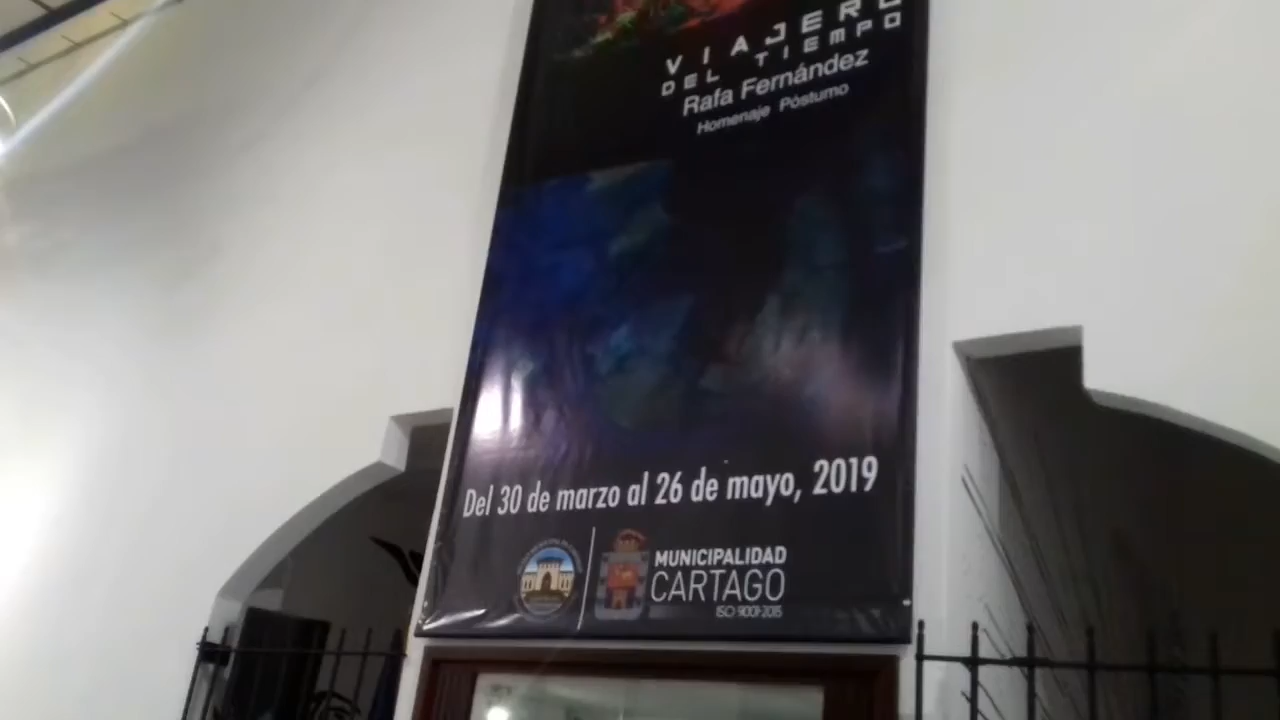 VIAJERO
DEL TIEMPO
Rafa Fernández
Homenaje Póstumo
Del 30 de marzo al 26 de mayo, 2019
MUNICIPALIDAD
CARTAGO
ISO 9001-2015